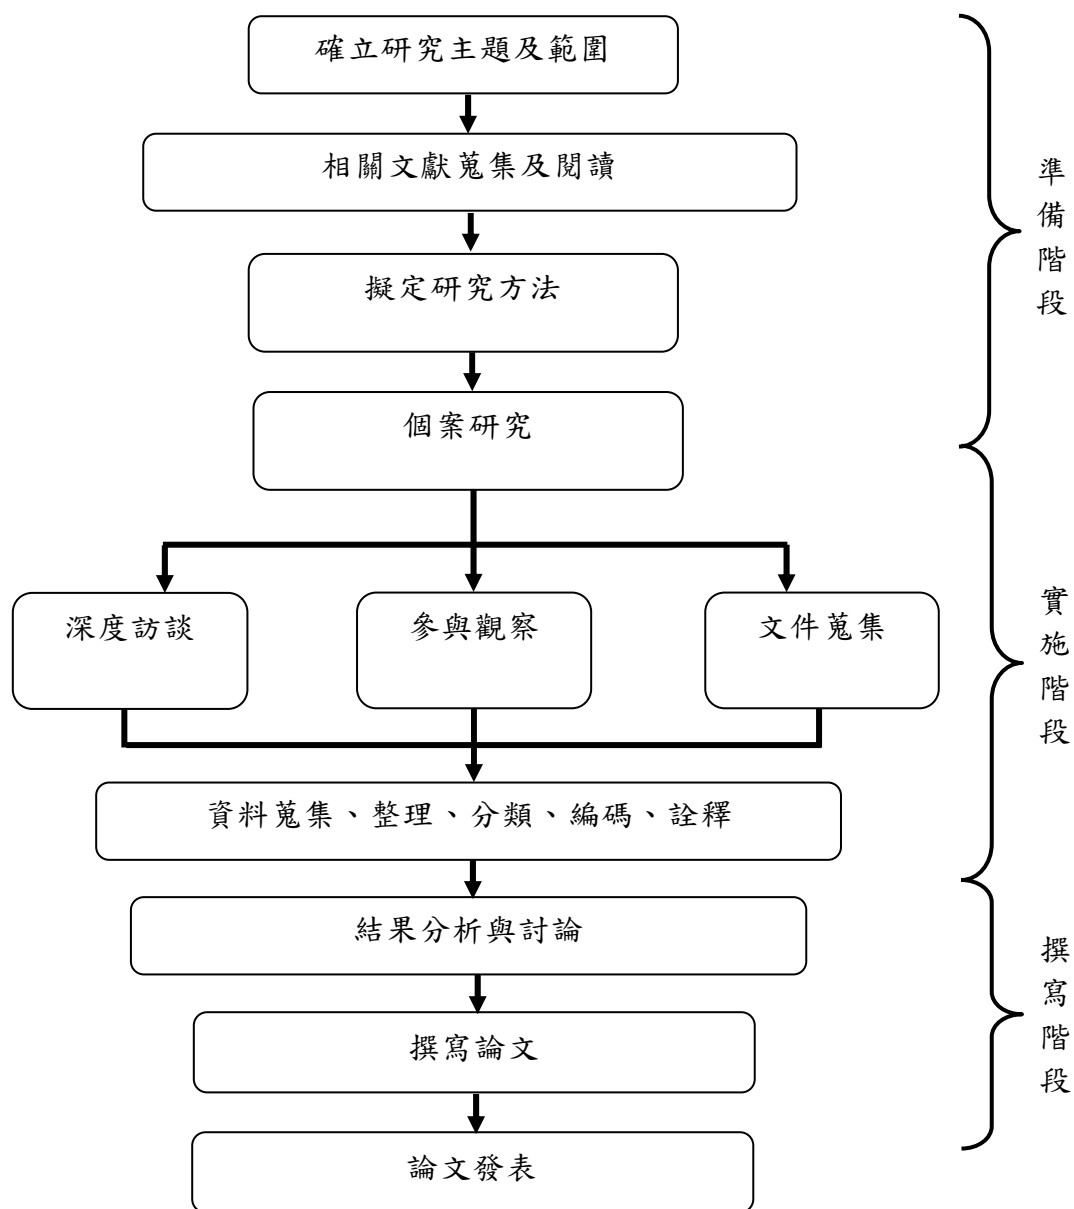 確立研究主題及範圍
相關文獻蒐集及閱讀
擬定研究方法
個案研究
準備階段
深度訪談
參與觀察
文件蒐集
資料蒐集、整理、分類、編碼、詮釋
實施階段
結果分析與討論
撰寫論文
論文發表
撰寫階段